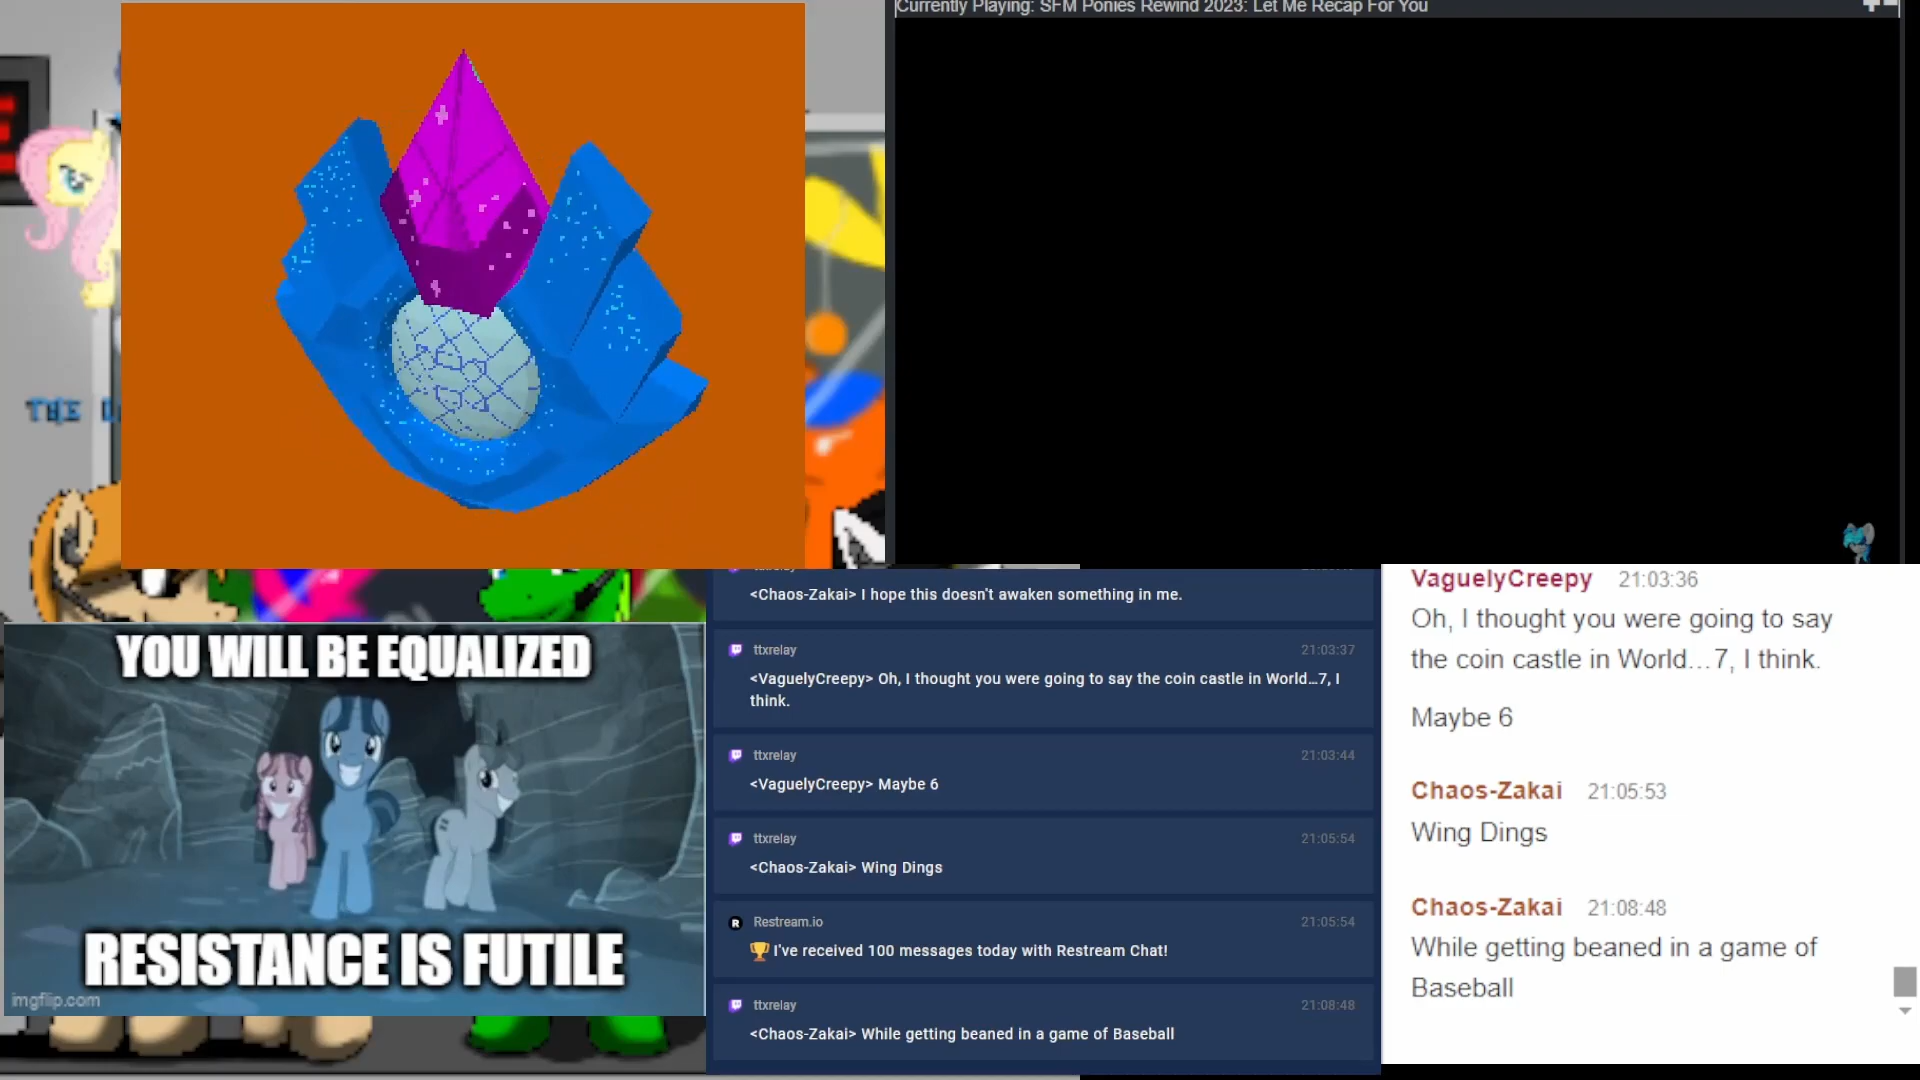 Currently Playing: SFM Ponies Rewind 2023: Let Me Recap For You
THE
YOU WILL BE EQUALIZED
RESISTANCE IS FUTILE
imgflip.com
<Chaos-Zakai> I hope this doesn't awaken something in me.
ttxrelay
21:03:37
<VaguelyCreepy> Oh, I thought you were going to say the coin castle in World...7, I
think.
ttxrelay
21:03:44
<VaguelyCreepy> Maybe 6
ttxrelay
21:05:54
<Chaos-Zakai> Wing Dings
Restream.io
21:05:54
🏆I've received 100 messages today with Restream Chat!
ttxrelay
21:08:48
<Chaos-Zakai> While getting beaned in a game of Baseball
VaguelyCreepy 21:03:36
Oh, I thought you were going to say
the coin castle in World...7, I think.
Maybe 6
Chaos-Zakai 21:05:53
Wing Dings
Chaos-Zakai 21:08:48
While getting beaned in a game of
Baseball